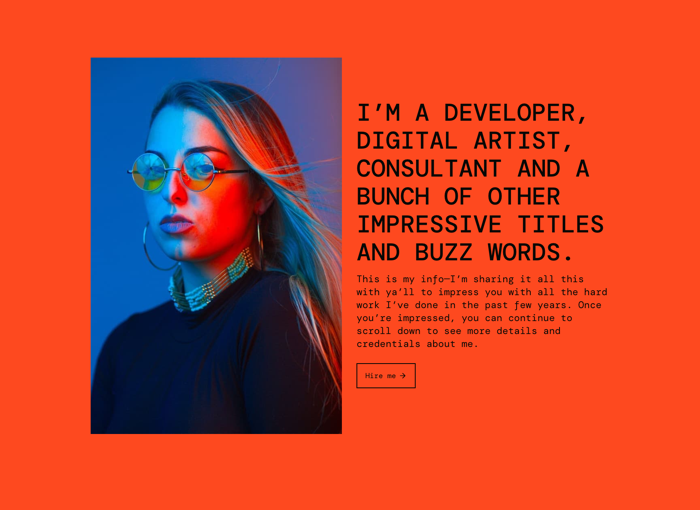 I’M A DEVELOPER,
DIGITAL ARTIST,
CONSULTANT AND A
BUNCH OF OTHER
IMPRESSIVE TITLES
AND BUZZ WORDS.
This is my info—I’m sharing it all this
with ya’ll to impress you with all the hard
work I’ve done in the past few years. Once
you’re impressed, you can continue to
scroll down to see more details and
credentials about me.
Hire me →